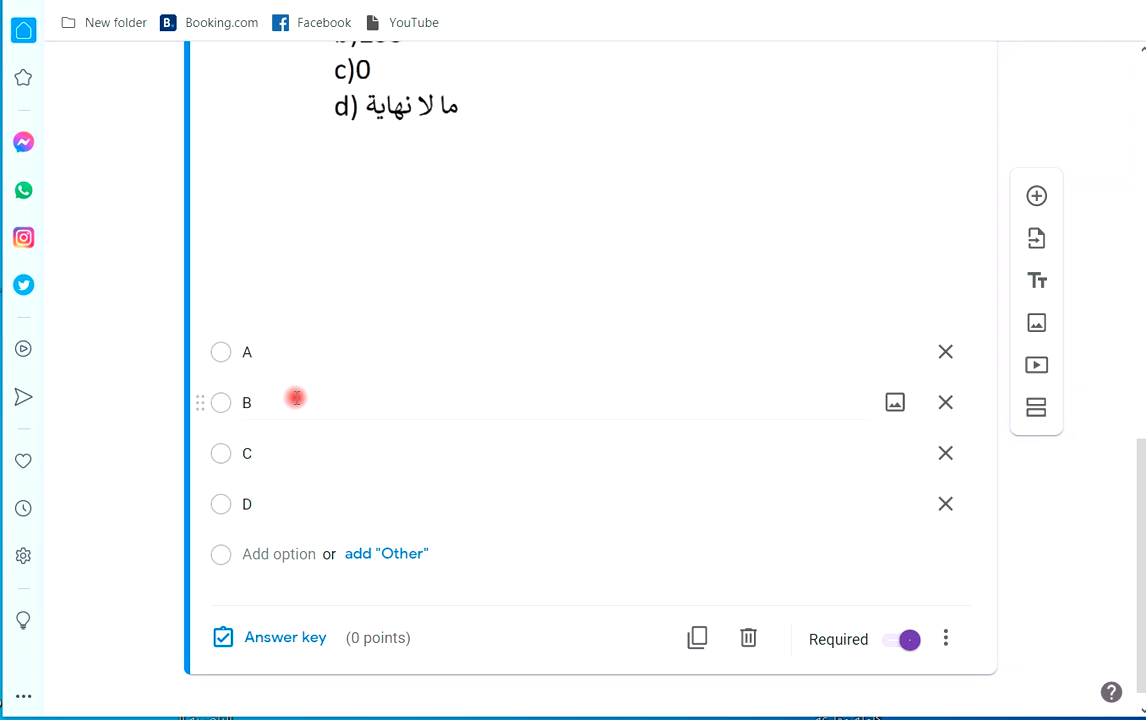 New folder
B. Booking.com
Facebook
YouTube
c)0
d) ما لا نهاية
A
B
C
D
Add option or add "Other"
Answer key (0 points)
Required